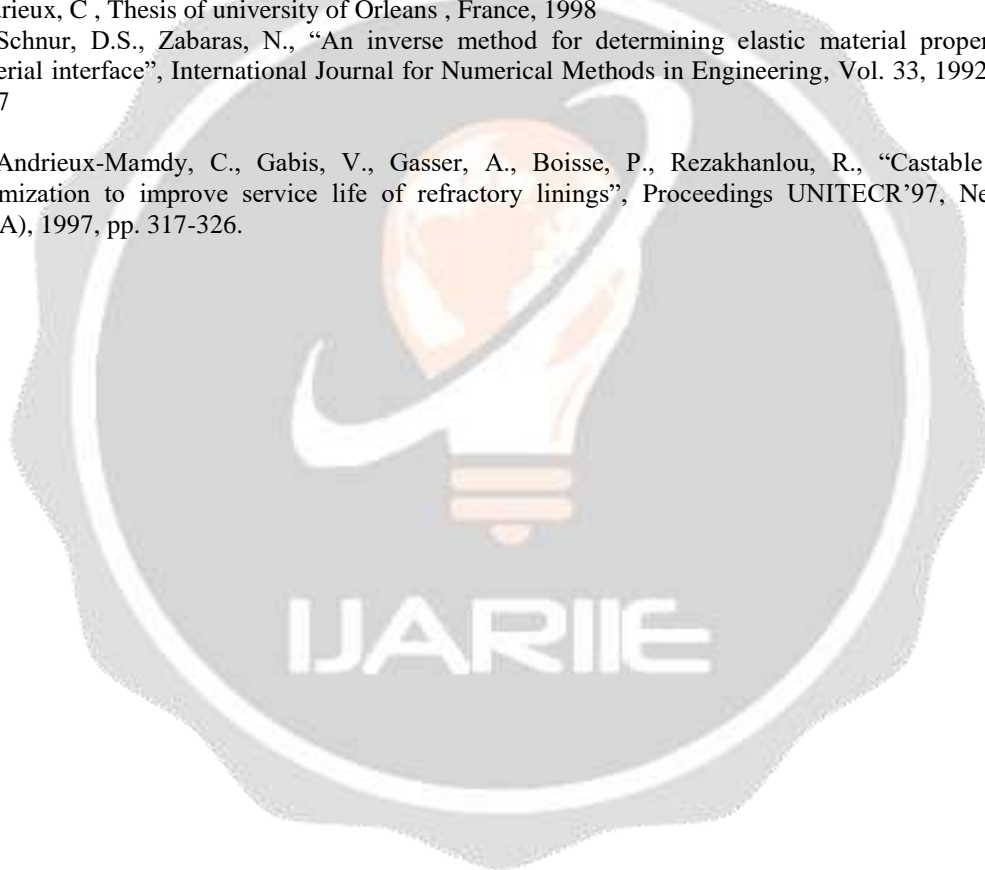 rieux, C , Thesis of university of Orleans , France, 1998
Schnur, D.S., Zabaras, N., “An inverse method for determining elastic material proper
erial interface”, International Journal for Numerical Methods in Engineering, Vol. 33, 1992
7
Andrieux-Mamdy, C., Gabis, V., Gasser, A., Boisse, P., Rezakhanlou, R., “Castable
mization to improve service life of refractory linings”, Proceedings UNITECR’97, Ne
A), 1997, pp. 317-326.
IJARIIE